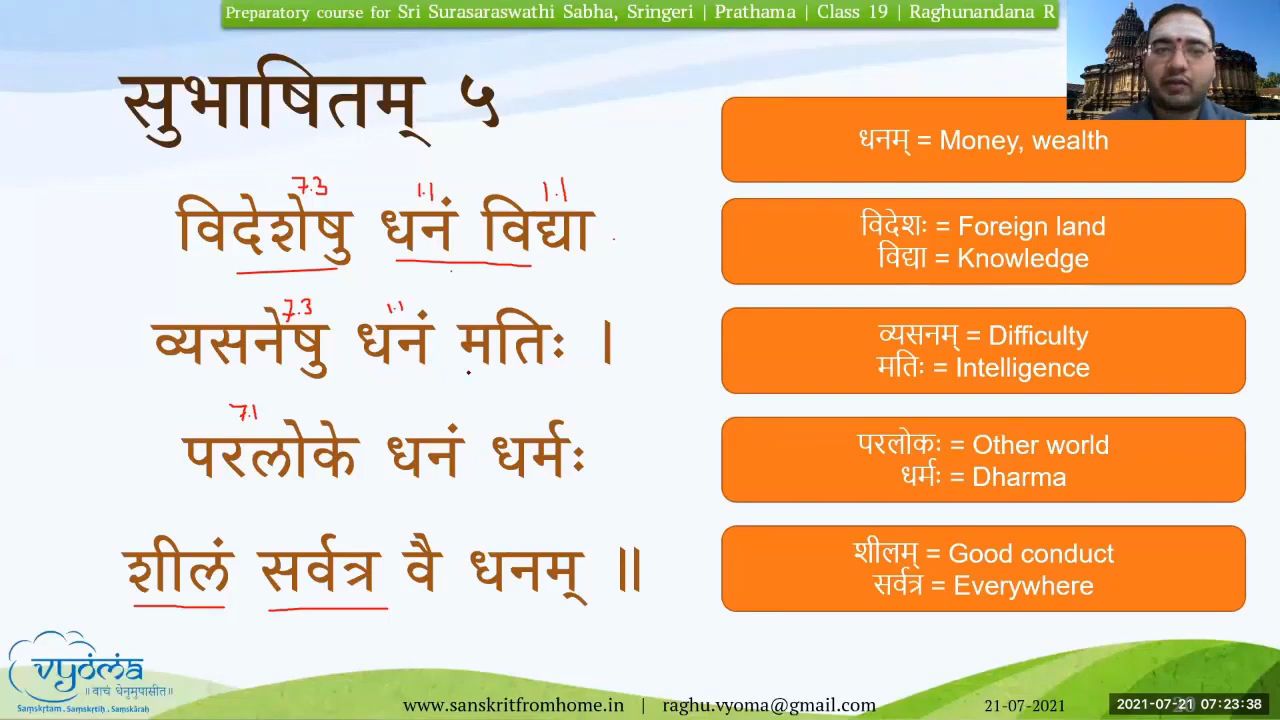 Preparatory course for Sri Surasaraswathi Sabha, Sringeri | Prathama | Class 19 | Raghunandana R
सुभाषितम् ५
7.3 1.1 1.1
विदेशेषु धनं विद्या
7.3 1.1
व्यसनेषु धनं मतिः ।
7.1
परलोके धनं धर्मः
शीलं सर्वत्र वै धनम् ॥
धनम् = Money, wealth
विदेशः = Foreign land
विद्या = Knowledge
व्यसनम् = Difficulty
मतिः = Intelligence
परलोकः = Other world
धर्मः = Dharma
शीलम् = Good conduct
सर्वत्र = Everywhere
vyoma
॥ वाचं धेनुमुपासीत॥
Saṃskṛtam . Saṃskṛtiḥ . Saṃskārāḥ
www.sanskritfromhome.in | raghu.vyoma@gmail.com 21-07-2021
2021-07-21 07:23:38